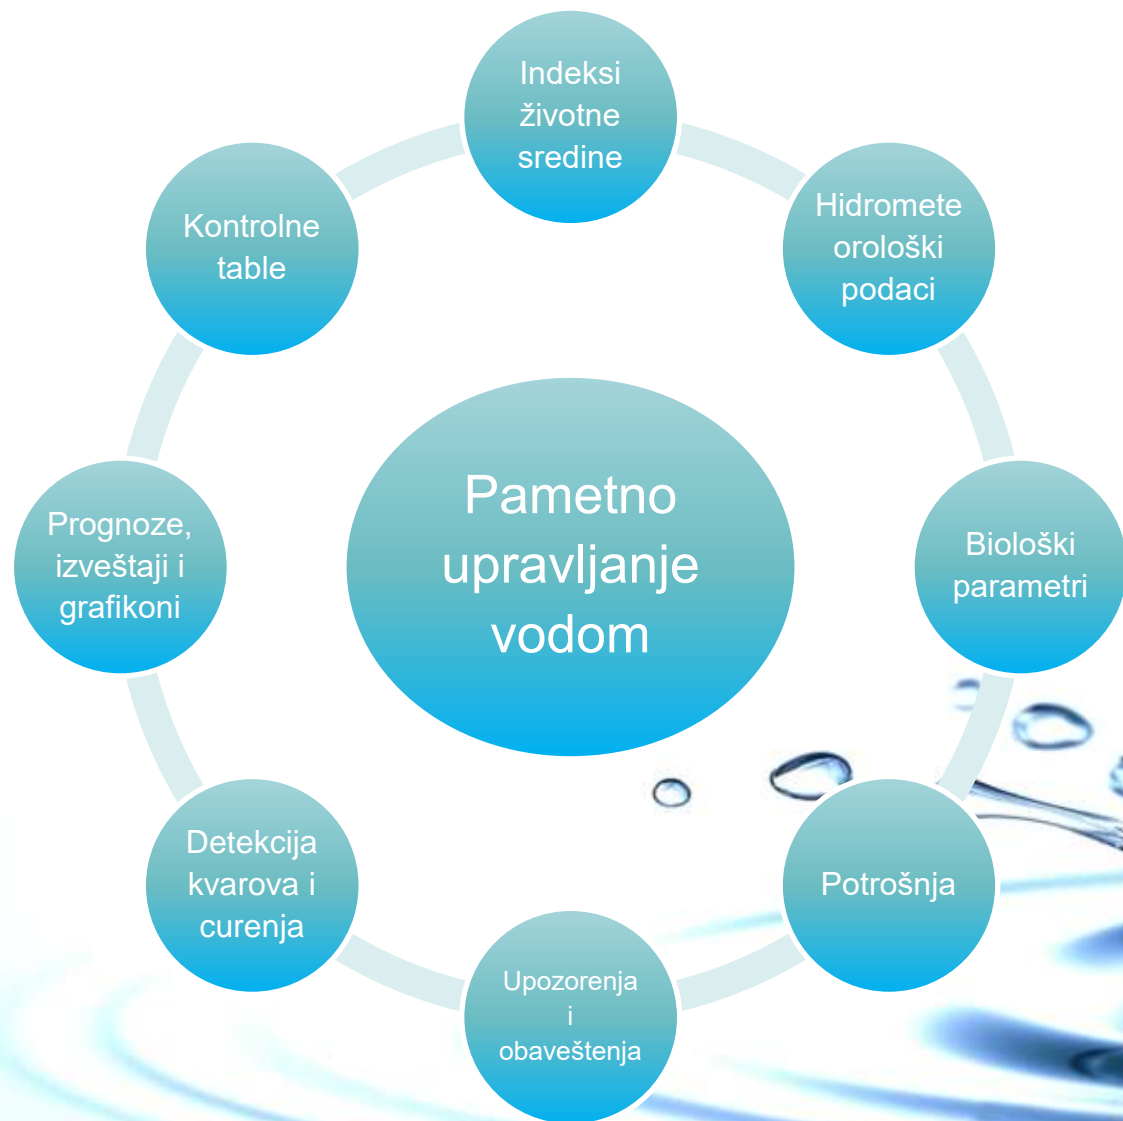 Indeksi
životne
sredine
Hidromete
orološki
podaci
Biološki
parametri
Potrošnja
Upozorenja
i
obaveštenja
Detekcija
kvarova i
curenja
Prognoze,
izveštaji i
grafikoni
Kontrolne
table
Pametno
upravljanje
vodom